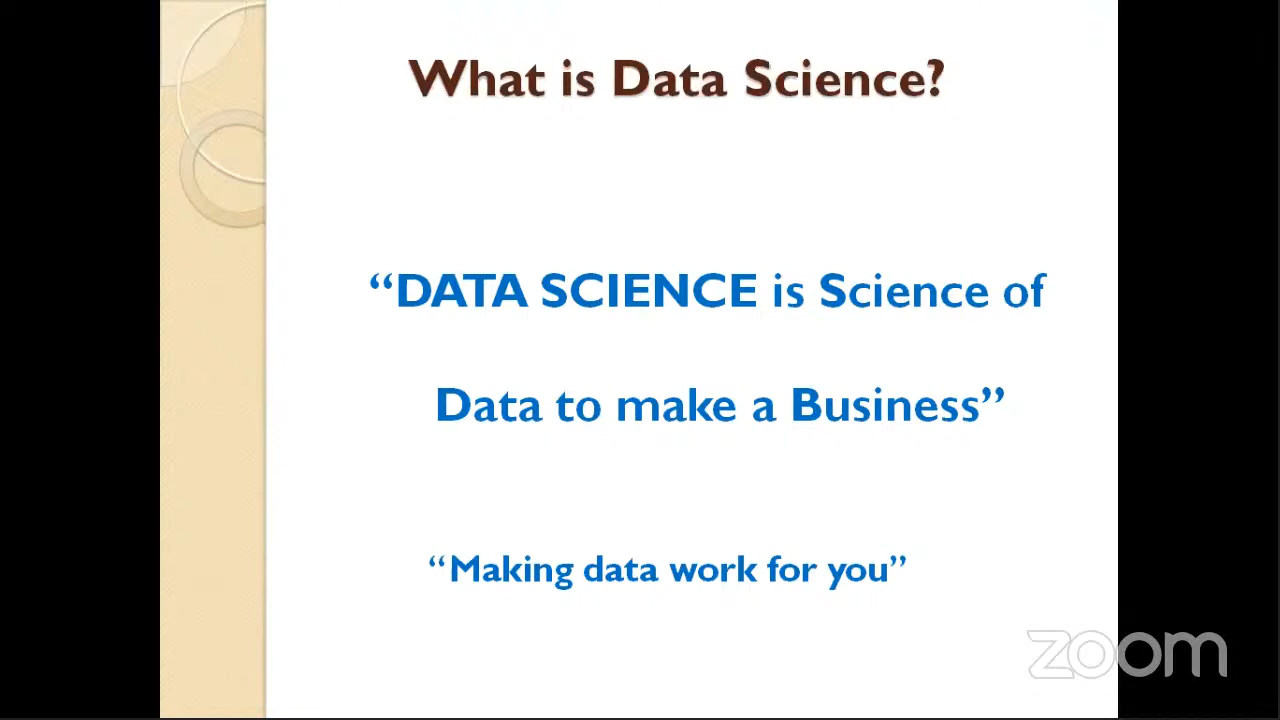 What is Data Science?
“DATA SCIENCE is Science of
Data to make a Business”
“Making data work for you”
zoom